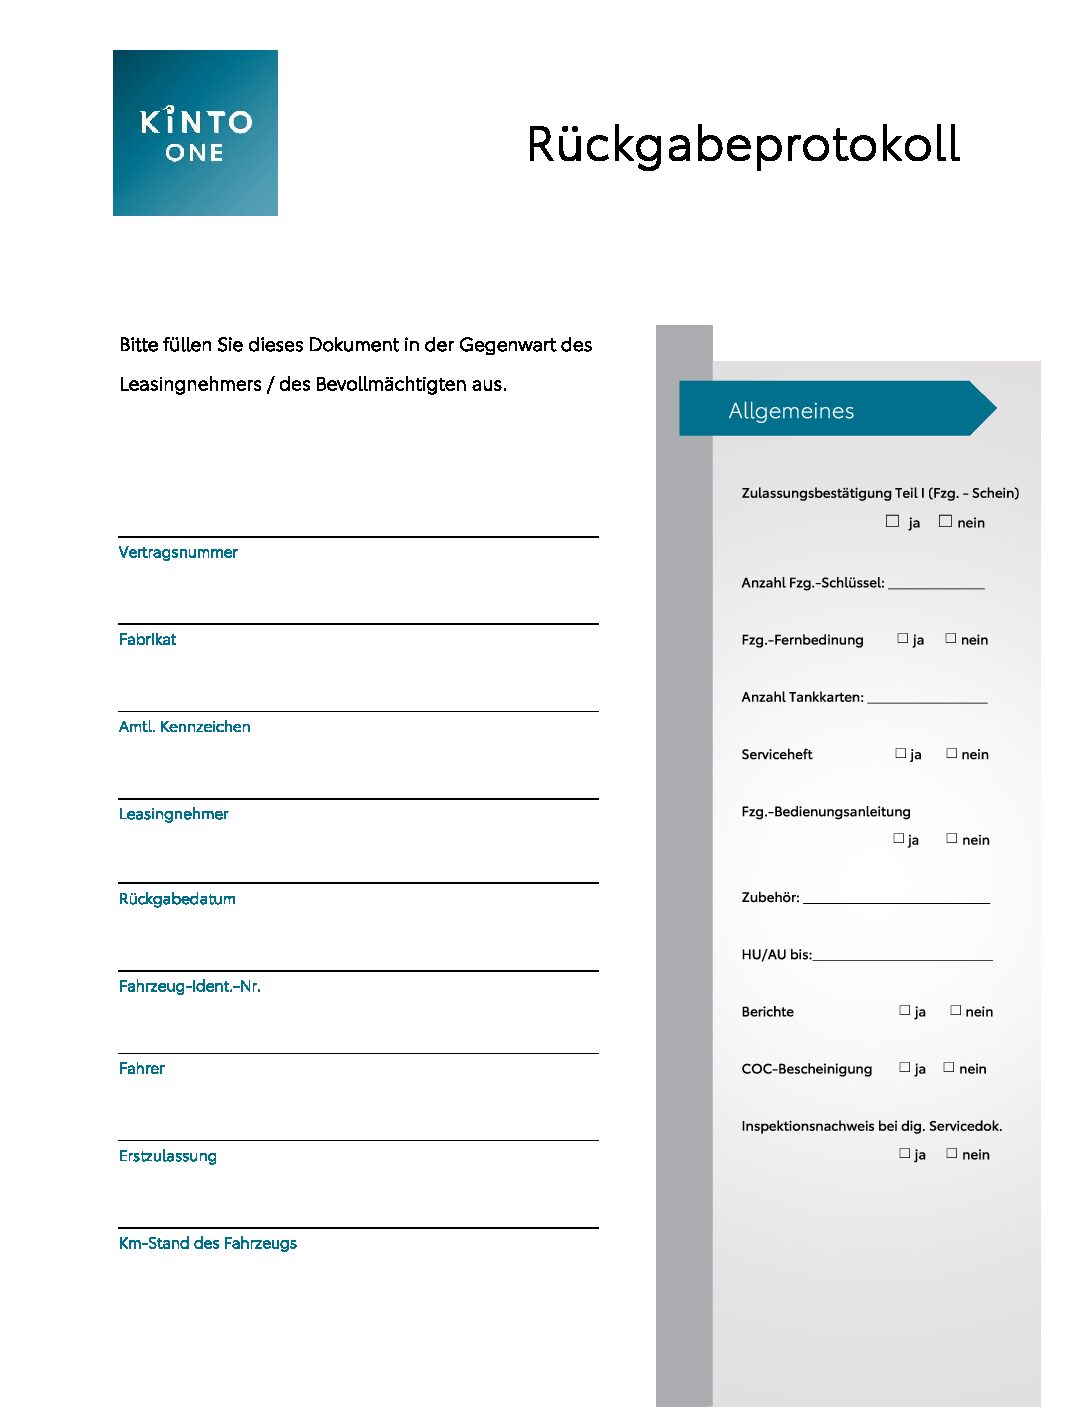 KINTO
ONE
Rückgabeprotokoll
Bitte füllen Sie dieses Dokument in der Gegenwart des
Leasingnehmers / des Bevollmächtigten aus.
Vertragsnummer
Fabrikat
Amtl. Kennzeichen
Leasingnehmer
Rückgabedatum
Fahrzeug-Ident.-Nr.
Fahrer
Erstzulassung
Km-Stand des Fahrzeugs
Allgemeines
Zulassungsbestätigung Teil I (Fzg. - Schein)
☐ ja ☐ nein
Anzahl Fzg.-Schlüssel: ______________
Fzg.-Fernbedinung ☐ ja ☐ nein
Anzahl Tankkarten: _________________
Serviceheft ☐ ja ☐ nein
Fzg.-Bedienungsanleitung
☐ ja ☐ nein
Zubehör: ___________________________
HU/AU bis:__________________________
Berichte ☐ ja ☐ nein
COC-Bescheinigung ☐ ja ☐ nein
Inspektionsnachweis bei dig. Servicedok.
☐ ja ☐ nein